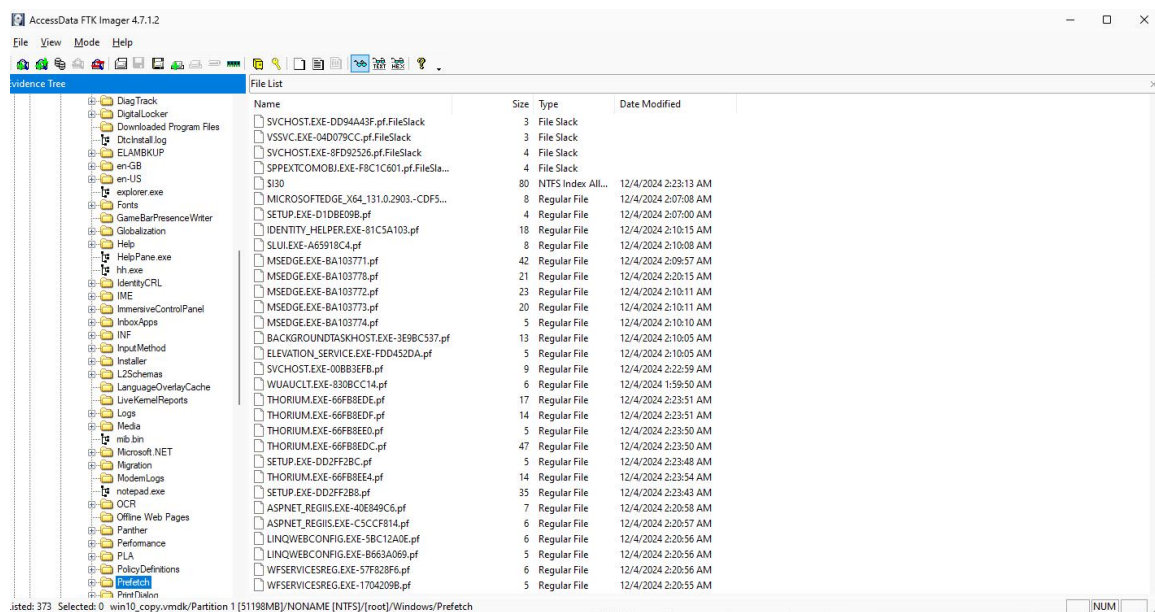 AccessData FTK Imager 4.7.1.2
File View Mode Help
Evidence Tree
DiagTrack
DigitalLocker
Downloaded Program Files
DtcInstall.log
ELAMBKUP
en-GB
en-US
explorer.exe
Fonts
GameBarPresenceWriter
Globalization
Help
HelpPane.exe
hh.exe
IdentityCRL
IME
ImmersiveControlPanel
InboxApps
INF
InputMethod
Installer
L2Schemas
LanguageOverlayCache
LiveKernelReports
Logs
Media
mib.bin
Microsoft.NET
Migration
ModemLogs
notepad.exe
OCR
Offline Web Pages
Panther
Performance
PLA
PolicyDefinitions
Prefetch
PrintDialog
File List
Name Size Type Date Modified
SVCHOST.EXE-DD94A43F.pf.FileSlack 3 File Slack
VSSVC.EXE-04D079CC.pf.FileSlack 3 File Slack
SVCHOST.EXE-8FD92526.pf.FileSlack 4 File Slack
SPPEXTCOMOBJ.EXE-F8C1C601.pf.FileSla... 4 File Slack
$I30 80 NTFS Index All... 12/4/2024 2:23:13 AM
MICROSOFTEDGE_X64_131.0.2903.-CDF5... 8 Regular File 12/4/2024 2:07:08 AM
SETUP.EXE-D1DBE09B.pf 4 Regular File 12/4/2024 2:07:00 AM
IDENTITY_HELPER.EXE-81C5A103.pf 18 Regular File 12/4/2024 2:10:15 AM
SLUI.EXE-A65918C4.pf 8 Regular File 12/4/2024 2:10:08 AM
MSEDGE.EXE-BA103771.pf 42 Regular File 12/4/2024 2:09:57 AM
MSEDGE.EXE-BA103778.pf 21 Regular File 12/4/2024 2:20:15 AM
MSEDGE.EXE-BA103772.pf 23 Regular File 12/4/2024 2:10:11 AM
MSEDGE.EXE-BA103773.pf 20 Regular File 12/4/2024 2:10:11 AM
MSEDGE.EXE-BA103774.pf 5 Regular File 12/4/2024 2:10:10 AM
BACKGROUNDTASKHOST.EXE-3E9BC537.pf 13 Regular File 12/4/2024 2:10:05 AM
ELEVATION_SERVICE.EXE-FDD452DA.pf 5 Regular File 12/4/2024 2:10:05 AM
SVCHOST.EXE-00BB3EFB.pf 9 Regular File 12/4/2024 2:22:59 AM
WUAUCLT.EXE-830BCC14.pf 6 Regular File 12/4/2024 1:59:50 AM
THORIUM.EXE-66FB8EDE.pf 17 Regular File 12/4/2024 2:23:51 AM
THORIUM.EXE-66FB8EDF.pf 14 Regular File 12/4/2024 2:23:51 AM
THORIUM.EXE-66FB8EE0.pf 5 Regular File 12/4/2024 2:23:50 AM
THORIUM.EXE-66FB8EDC.pf 47 Regular File 12/4/2024 2:23:50 AM
SETUP.EXE-DD2FF2BC.pf 5 Regular File 12/4/2024 2:23:48 AM
THORIUM.EXE-66FB8EE4.pf 14 Regular File 12/4/2024 2:23:54 AM
SETUP.EXE-DD2FF2B8.pf 35 Regular File 12/4/2024 2:23:43 AM
ASPNET_REGIIS.EXE-40E849C6.pf 7 Regular File 12/4/2024 2:20:58 AM
ASPNET_REGIIS.EXE-C5CCF814.pf 6 Regular File 12/4/2024 2:20:57 AM
LINQWEBCONFIG.EXE-5BC12A0E.pf 6 Regular File 12/4/2024 2:20:56 AM
LINQWEBCONFIG.EXE-B663A069.pf 5 Regular File 12/4/2024 2:20:56 AM
WFSERVICESREG.EXE-57F828F6.pf 6 Regular File 12/4/2024 2:20:56 AM
WFSERVICESREG.EXE-1704209B.pf 5 Regular File 12/4/2024 2:20:55 AM
Listed: 373 Selected: 0 win10_copy.vmdk/Partition 1 [51198MB]/NONAME [NTFS]/[root]/Windows/Prefetch NUM